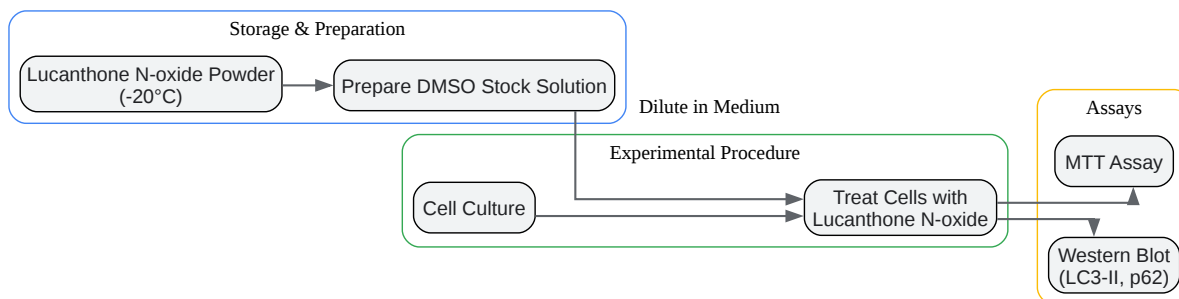 Storage & Preparation
Lucanthone N-oxide Powder
(-20°C)
Prepare DMSO Stock Solution
Dilute in Medium
Experimental Procedure
Cell Culture
Treat Cells with
Lucanthone N-oxide
Assays
MTT Assay
Western Blot
(LC3-II, p62)